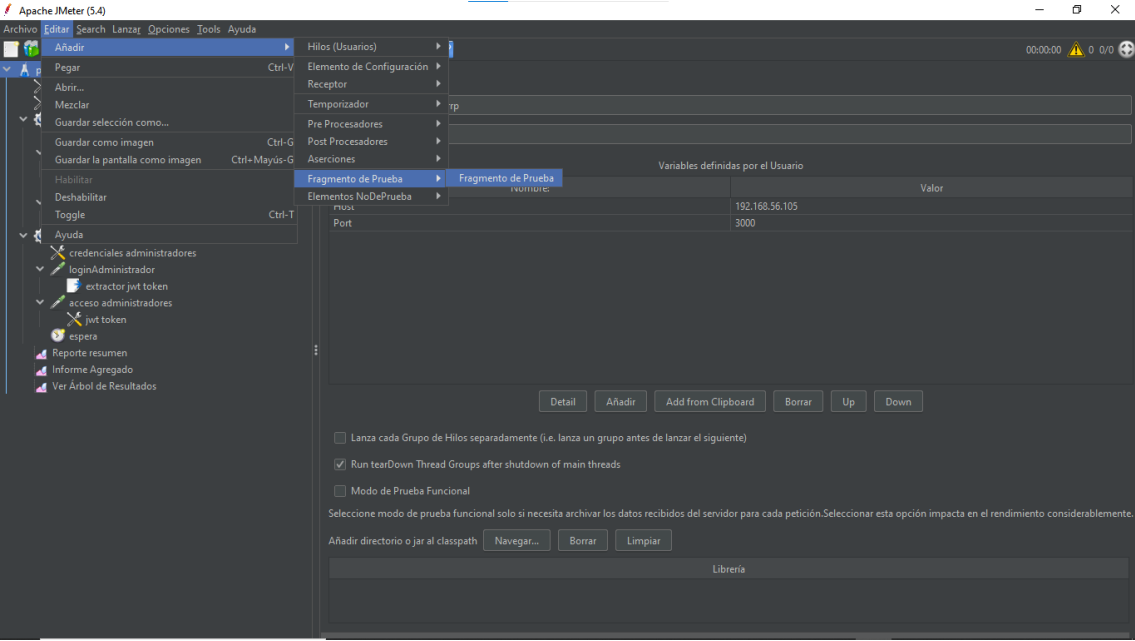 Apache JMeter (5.4)
Archivo Editar Search Lanzar Opciones Tools Ayuda
00:00:00 0 0/0
Añadir
Pegar Ctrl-V
Abrir...
Mezclar
Guardar selección como...
Guardar como imagen Ctrl-G
Guardar la pantalla como imagen Ctrl+Mayús-G
Habilitar
Deshabilitar
Toggle Ctrl-T
Ayuda
Hilos (Usuarios)
Elemento de Configuración
Receptor
Temporizador
Pre Procesadores
Post Procesadores
Aserciones
Fragmento de Prueba
Elementos NoDePrueba
Fragmento de Prueba
credenciales administradores
loginAdministrador
extractor jwt token
acceso administradores
jwt token
espera
Reporte resumen
Informe Agregado
Ver Árbol de Resultados
Variables definidas por el Usuario
Nombre: Valor
Host 192.168.56.105
Port 3000
Detail Añadir Add from Clipboard Borrar Up Down
Lanza cada Grupo de Hilos separadamente (i.e. lanza un grupo antes de lanzar el siguiente)
Run tearDown Thread Groups after shutdown of main threads
Modo de Prueba Funcional
Seleccione modo de prueba funcional solo si necesita archivar los datos recibidos del servidor para cada petición.Seleccionar esta opción impacta en el rendimiento considerablemente.
Añadir directorio o jar al classpath Navegar... Borrar Limpiar
Librería